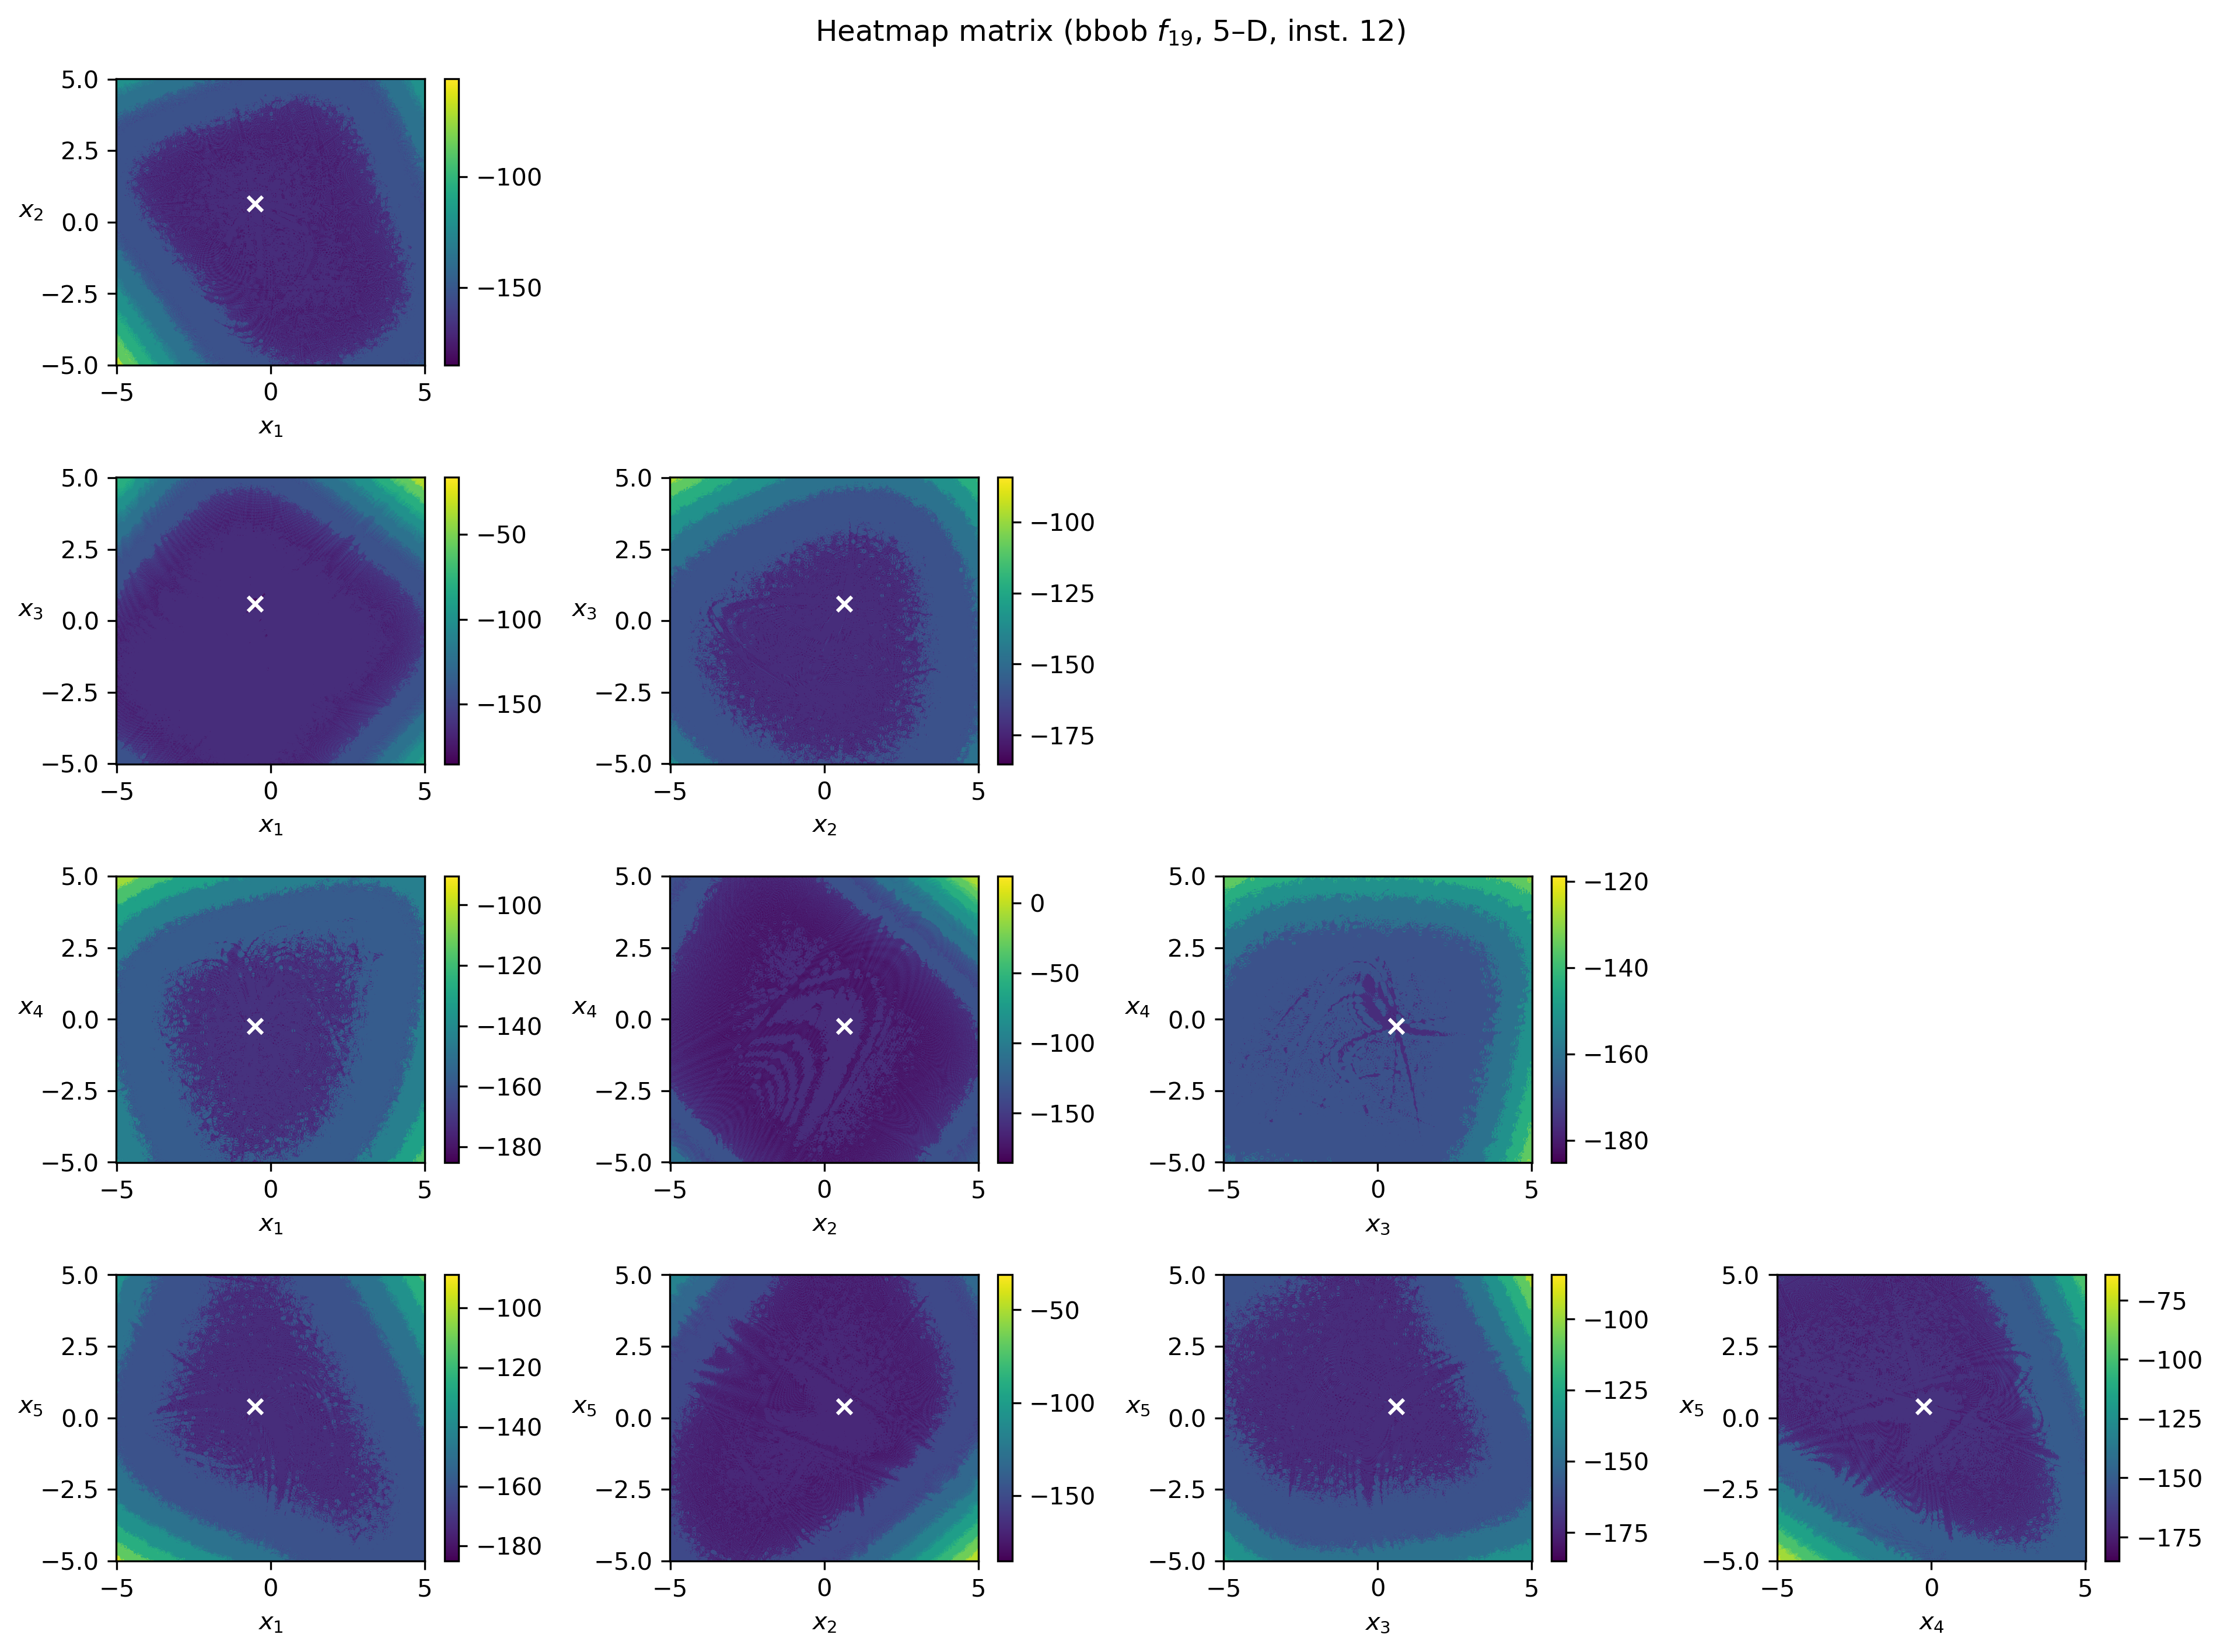 Heatmap matrix (bbob f₁₉, 5–D, inst. 12)
5.0
2.5
x₂ 0.0
−2.5
−5.0
−5 0 5
x₁
−100
−150
5.0 5.0
2.5 2.5
x₃ 0.0 x₃ 0.0
−2.5 −2.5
−5.0 −5.0
−5 0 5 −5 0 5
x₁ x₂
−50
−100
−150
−100
−125
−150
−175
5.0 5.0 5.0
2.5 2.5 2.5
x₄ 0.0 x₄ 0.0 x₄ 0.0
−2.5 −2.5 −2.5
−5.0 −5.0 −5.0
−5 0 5 −5 0 5 −5 0 5
x₁ x₂ x₃
−100
−120
−140
−160
−180
0
−50
−100
−150
−120
−140
−160
−180
5.0 5.0 5.0 5.0
2.5 2.5 2.5 2.5
x₅ 0.0 x₅ 0.0 x₅ 0.0 x₅ 0.0
−2.5 −2.5 −2.5 −2.5
−5.0 −5.0 −5.0 −5.0
−5 0 5 −5 0 5 −5 0 5 −5 0 5
x₁ x₂ x₃ x₄
−100
−120
−140
−160
−180
−50
−100
−150
−100
−125
−150
−175
−75
−100
−125
−150
−175